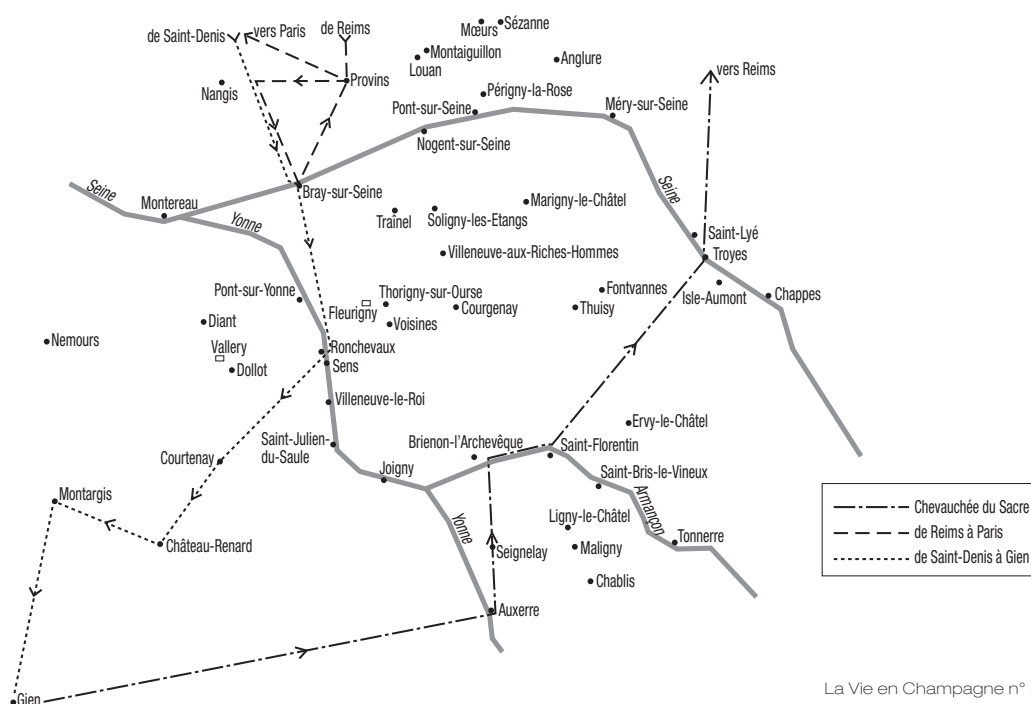 Mœurs
Sézanne
de Saint-Denis
vers Paris
de Reims
Montaiguillon
Louan
Anglure
Nangis
Provins
vers Reims
Périgny-la-Rose
Pont-sur-Seine
Méry-sur-Seine
Nogent-sur-Seine
Seine
Bray-sur-Seine
Seine
Montereau
Yonne
Traînel
Soligny-les-Etangs
Marigny-le-Châtel
Saint-Lyé
Troyes
Villeneuve-aux-Riches-Hommes
Isle-Aumont
Chappes
Pont-sur-Yonne
Fleurigny
Thorigny-sur-Ourse
Courgenay
Fontvannes
Thuisy
Voisines
Diant
Nemours
Vallery
Dollot
Ronchevaux
Sens
Villeneuve-le-Roi
Ervy-le-Châtel
Saint-Julien-
du-Saule
Brienon-l'Archevêque
Saint-Florentin
Courtenay
Joigny
Saint-Bris-le-Vineux
Armançon
Montargis
Château-Renard
Yonne
Ligny-le-Châtel
Tonnerre
Seignelay
Maligny
Chablis
Auxerre
Gien
Chevauchée du Sacre
de Reims à Paris
de Saint-Denis à Gien
La Vie en Champagne n°